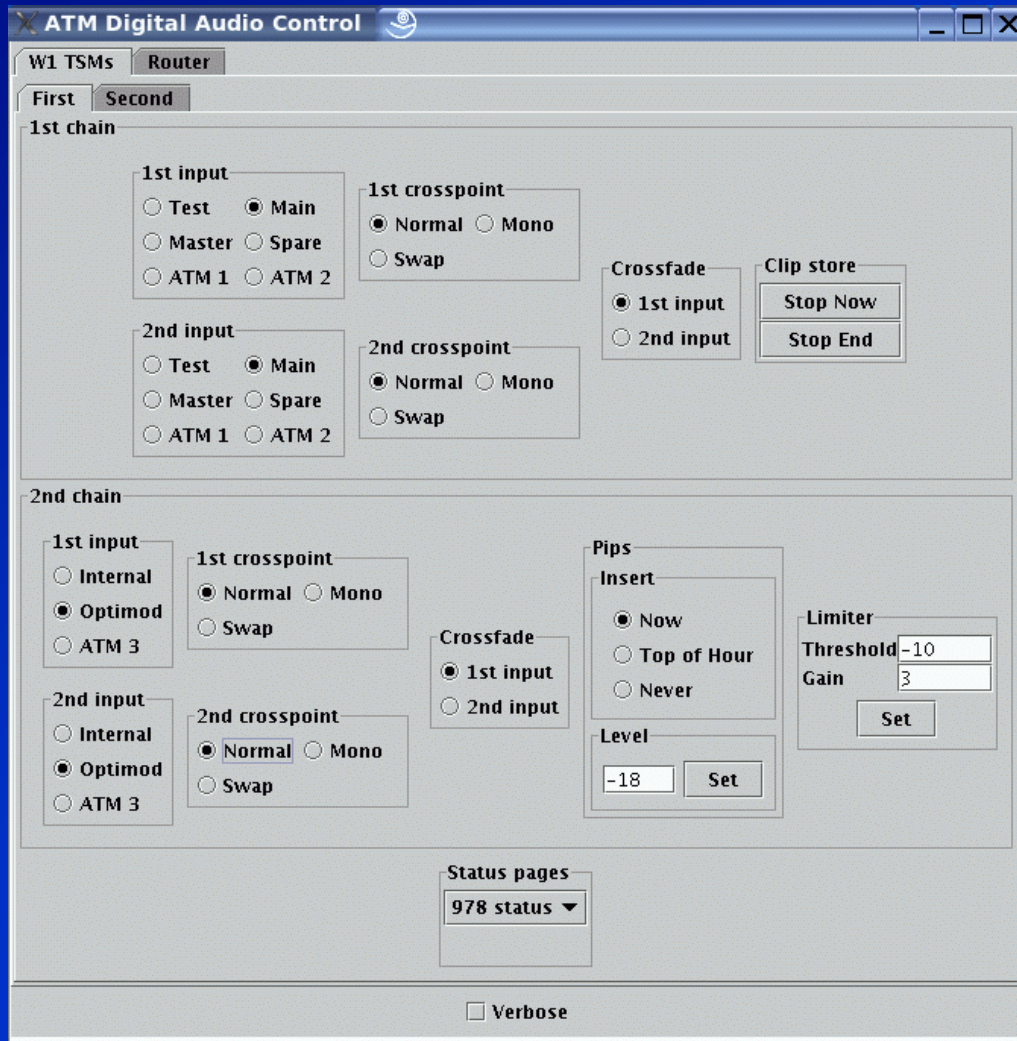 ATM Digital Audio Control
W1 TSMs Router
First Second
1st chain
1st input
Test Main
Master Spare
ATM 1 ATM 2
1st crosspoint
Normal Mono
Swap
2nd input
Test Main
Master Spare
ATM 1 ATM 2
2nd crosspoint
Normal Mono
Swap
Crossfade
1st input
2nd input
Clip store
Stop Now
Stop End
2nd chain
1st input
Internal
Optimod
ATM 3
1st crosspoint
Normal Mono
Swap
2nd input
Internal
Optimod
ATM 3
2nd crosspoint
Normal Mono
Swap
Crossfade
1st input
2nd input
Pips
Insert
Now
Top of Hour
Never
Level
-18 Set
Limiter
Threshold -10
Gain 3
Set
Status pages
978 status
Verbose